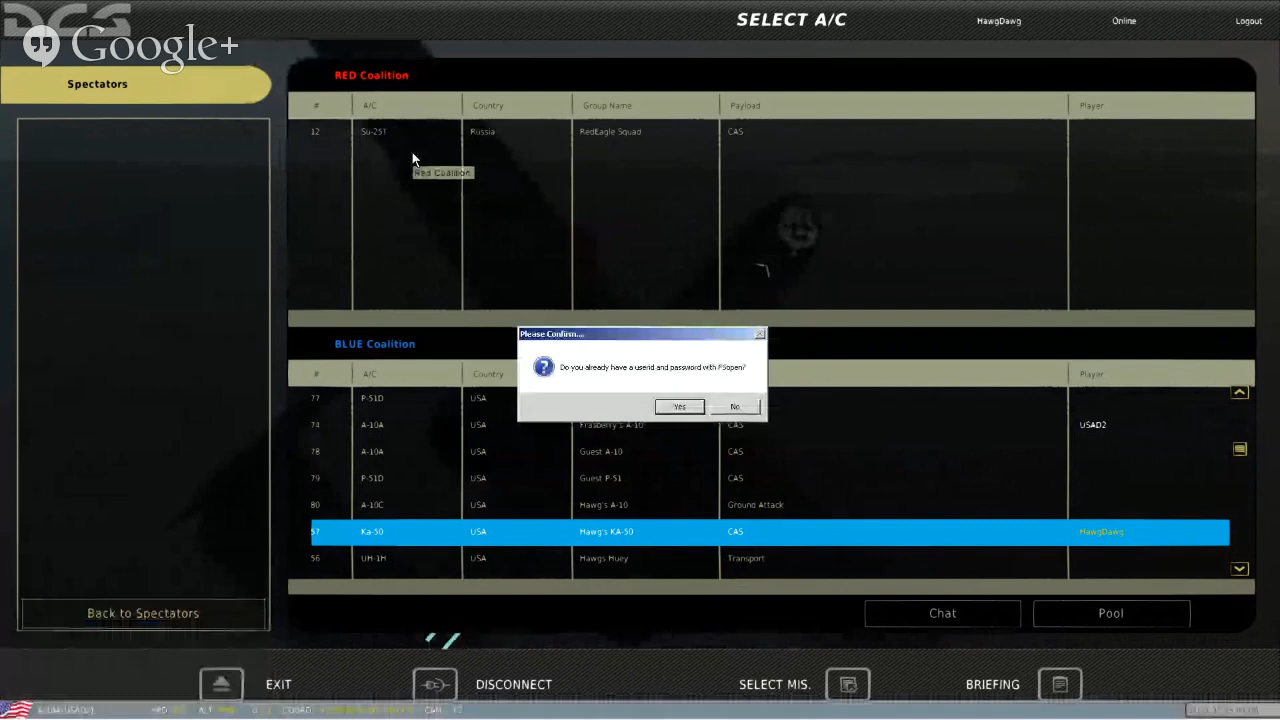 DCS
Google+
SELECT A/C
HawgDawg
Online
Logout
Spectators
RED Coalition
# A/C Country Group Name Payload Player
12 Su-25T Russia RedEagle Squad CAS
Red Coalition
Please Confirm...
Do you already have a userid and password with FSopen?
Yes No
BLUE Coalition
# A/C Country Player
77 P-51D USA
74 A-10A USA Frasberry's A-10 CAS USAD2
78 A-10A USA Guest A-10 CAS
79 P-51D USA Guest P-51 CAS
80 A-10C USA Hawg's A-10 Ground Attack
57 Ka-50 USA Hawg's KA-50 CAS HawgDawg
56 UH-1H USA Hawgs Huey Transport
Back to Spectators
Chat
Pool
EXIT
DISCONNECT
SELECT MIS.
BRIEFING